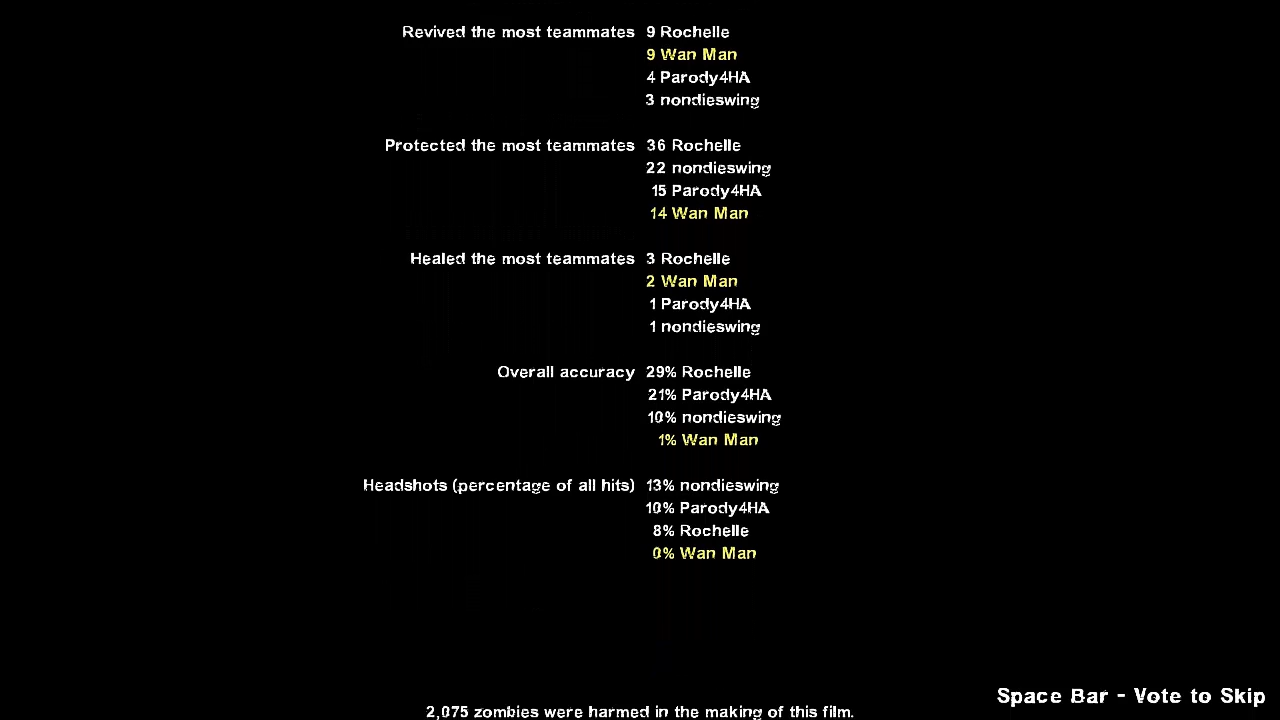 Revived the most teammates 9 Rochelle
9 Wan Man
4 Parody4HA
3 nondieswing
Protected the most teammates 36 Rochelle
22 nondieswing
15 Parody4HA
14 Wan Man
Healed the most teammates 3 Rochelle
2 Wan Man
1 Parody4HA
1 nondieswing
Overall accuracy 29% Rochelle
21% Parody4HA
10% nondieswing
1% Wan Man
Headshots (percentage of all hits) 13% nondieswing
10% Parody4HA
8% Rochelle
0% Wan Man
Space Bar - Vote to Skip
2,075 zombies were harmed in the making of this film.